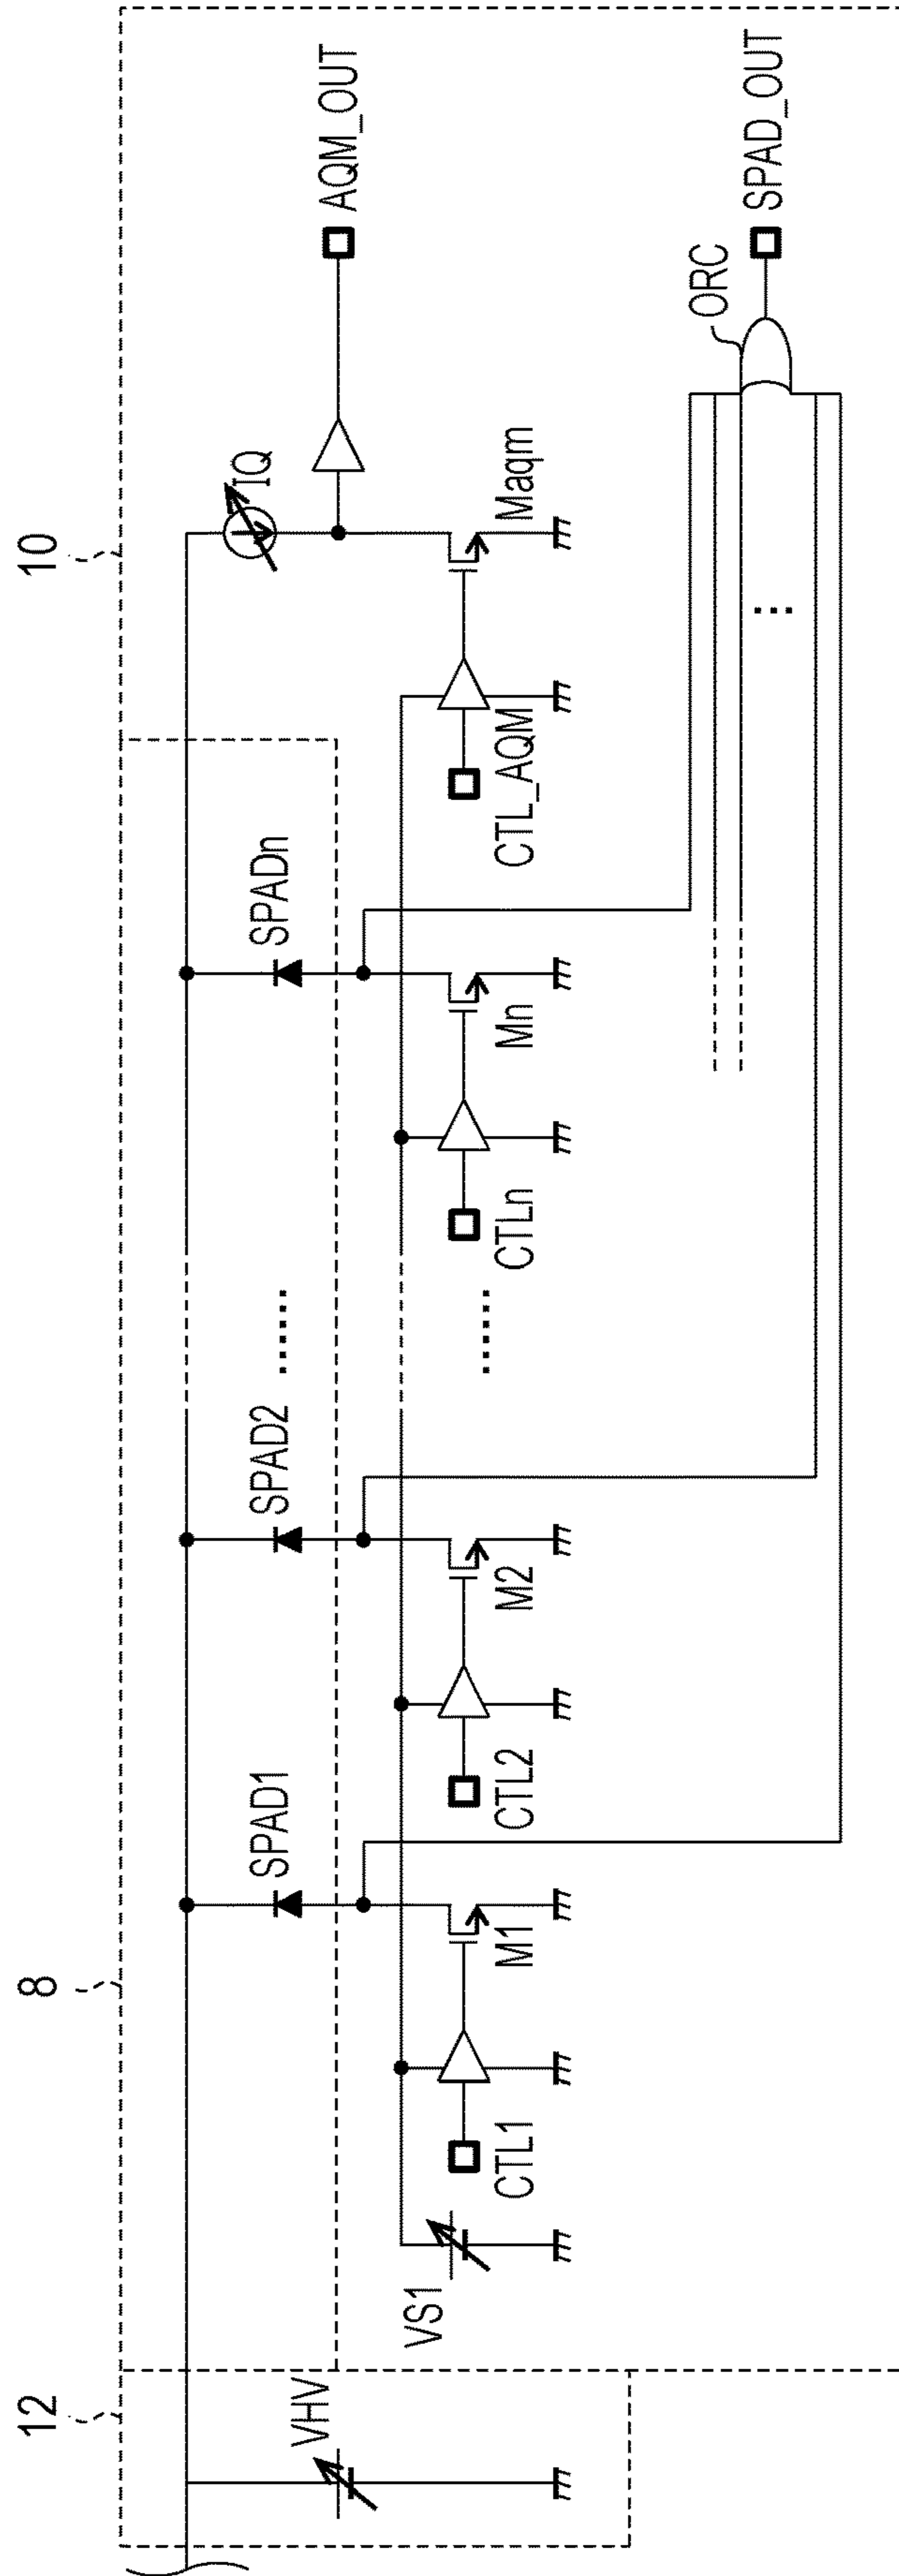 12
8
10
VHV
SPAD1
SPAD2
......
SPADn
IQ
AQM_OUT
VS1
CTL1
M1
CTL2
M2
......
CTLn
Mn
CTL_AQM
Maqm
...
ORC
SPAD_OUT